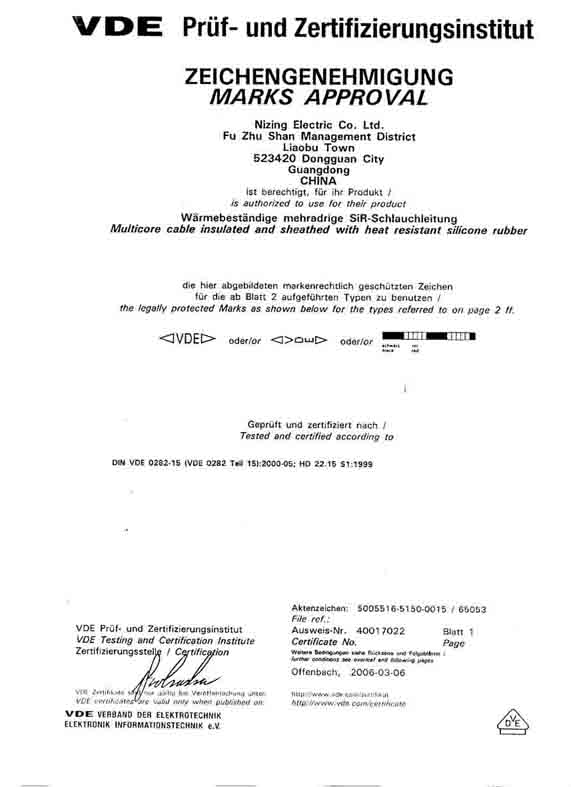 VDE Prüf- und Zertifizierungsinstitut
ZEICHENGENEHMIGUNG
MARKS APPROVAL
Nizing Electric Co. Ltd.
Fu Zhu Shan Management District
Liaobu Town
523420 Dongguan City
Guangdong
CHINA
ist berechtigt, für ihr Produkt /
is authorized to use for their product
Wärmebeständige mehradrige SiR-Schlauchleitung
Multicore cable insulated and sheathed with heat resistant silicone rubber
die hier abgebildeten markenrechtlich geschützten Zeichen
für die ab Blatt 2 aufgeführten Typen zu benutzen /
the legally protected Marks as shown below for the types referred to on page 2 ff.
VDE oder/or oder/or
schwarz rot
black red
Geprüft und zertifiziert nach /
Tested and certified according to
DIN VDE 0282-15 (VDE 0282 Teil 15):2000-05; HD 22.15 S1:1999
Aktenzeichen: 5005516-5150-0015 / 65053
File ref.:
Ausweis-Nr. 40017022 Blatt 1
Certificate No. Page
Weitere Bedingungen siehe Rückseite und Folgeblätter /
further conditions see overleaf and following pages
Offenbach, 2006-03-06
VDE Prüf- und Zertifizierungsinstitut
VDE Testing and Certification Institute
Zertifizierungsstelle / Certification
VDE Zertifikate sind nur gültig bei Veröffentlichung unter:
VDE certificates are valid only when published on:
http://www.vde.com/zertifikat
http://www.vde.com/certificate
VDE VERBAND DER ELEKTROTECHNIK
ELEKTRONIK INFORMATIONSTECHNIK e.V.
VDE